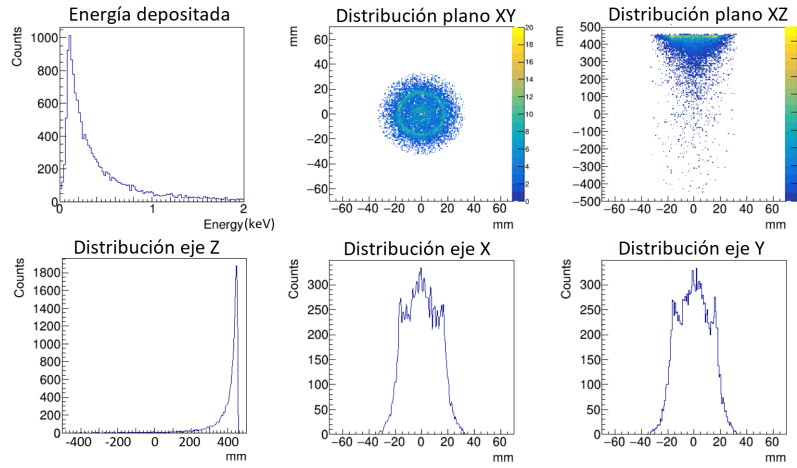 Energía depositada
Counts
1000
800
600
400
200
0
0 1 2
Energy(keV)
Distribución plano XY
mm
60
40
20
0
−20
−40
−60
−60 −40 −20 0 20 40 60
mm
20
18
16
14
12
10
8
6
4
2
0
Distribución plano XZ
mm
500
400
300
200
100
0
−100
−200
−300
−400
−500
−60 −40 −20 0 20 40 60
mm
Distribución eje Z
Counts
1800
1600
1400
1200
1000
800
600
400
200
0
−400 −200 0 200 400
mm
Distribución eje X
Counts
300
250
200
150
100
50
0
−60 −40 −20 0 20 40 60
mm
Distribución eje Y
Counts
300
250
200
150
100
50
0
−60 −40 −20 0 20 40 60
mm